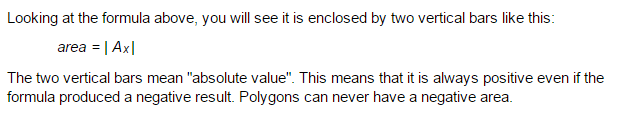 Looking at the formula above, you will see it is enclosed by two vertical bars like this:
area = | Ax|
The two vertical bars mean "absolute value". This means that it is always positive even if the
formula produced a negative result. Polygons can never have a negative area.